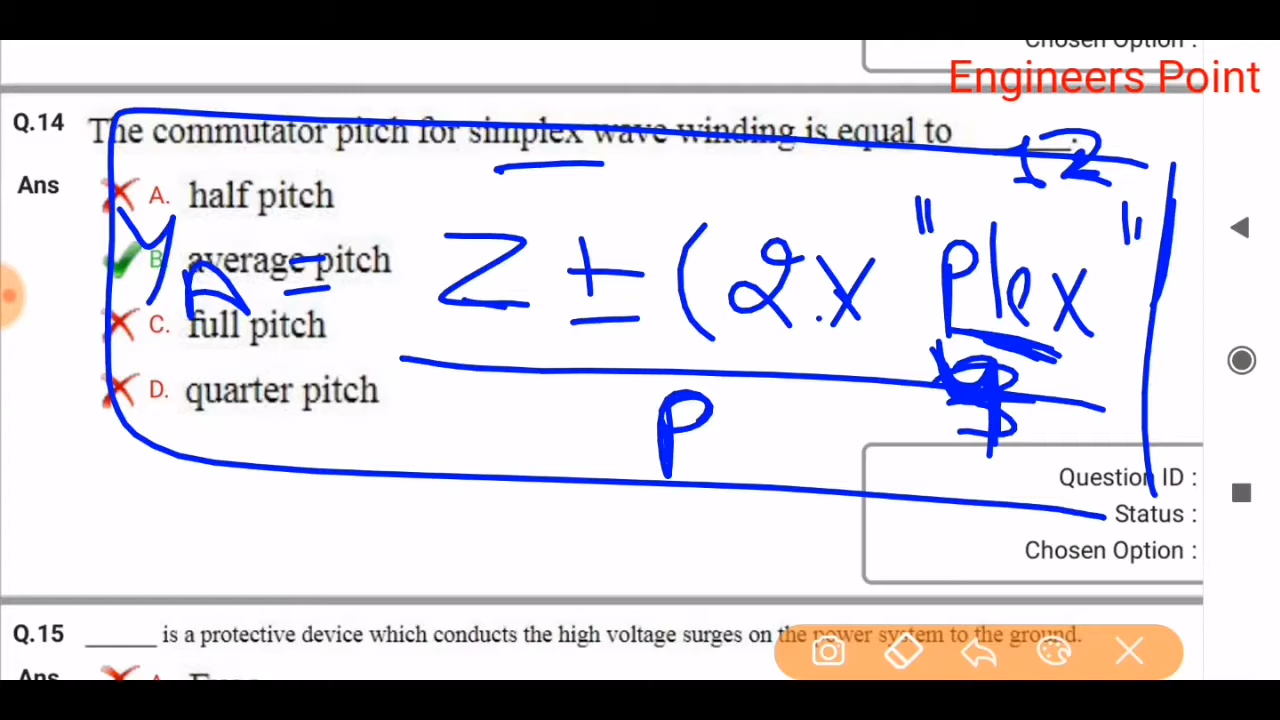 Chosen Option :
Engineers Point
Q.14 The commutator pitch for simplex wave winding is equal to ____.
12
Ans A. half pitch
B. average pitch
C. full pitch
D. quarter pitch
YA = Z ± (2 × "Plex"
P
Question ID :
Status :
Chosen Option :
Q.15 ______ is a protective device which conducts the high voltage surges on the power system to the ground.
Ans